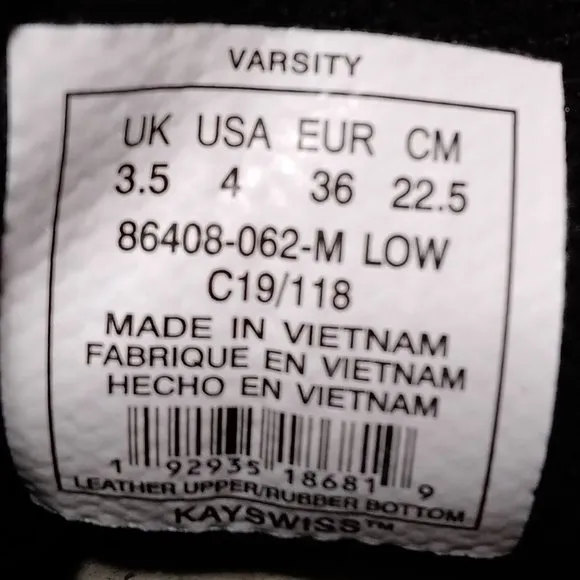 VARSITY
UK USA EUR CM
3.5 4 36 22.5
86408-062-M LOW
C19/118
MADE IN VIETNAM
FABRIQUE EN VIETNAM
HECHO EN VIETNAM
1 92935 18681 9
LEATHER UPPER/RUBBER BOTTOM
KAYSWISS™